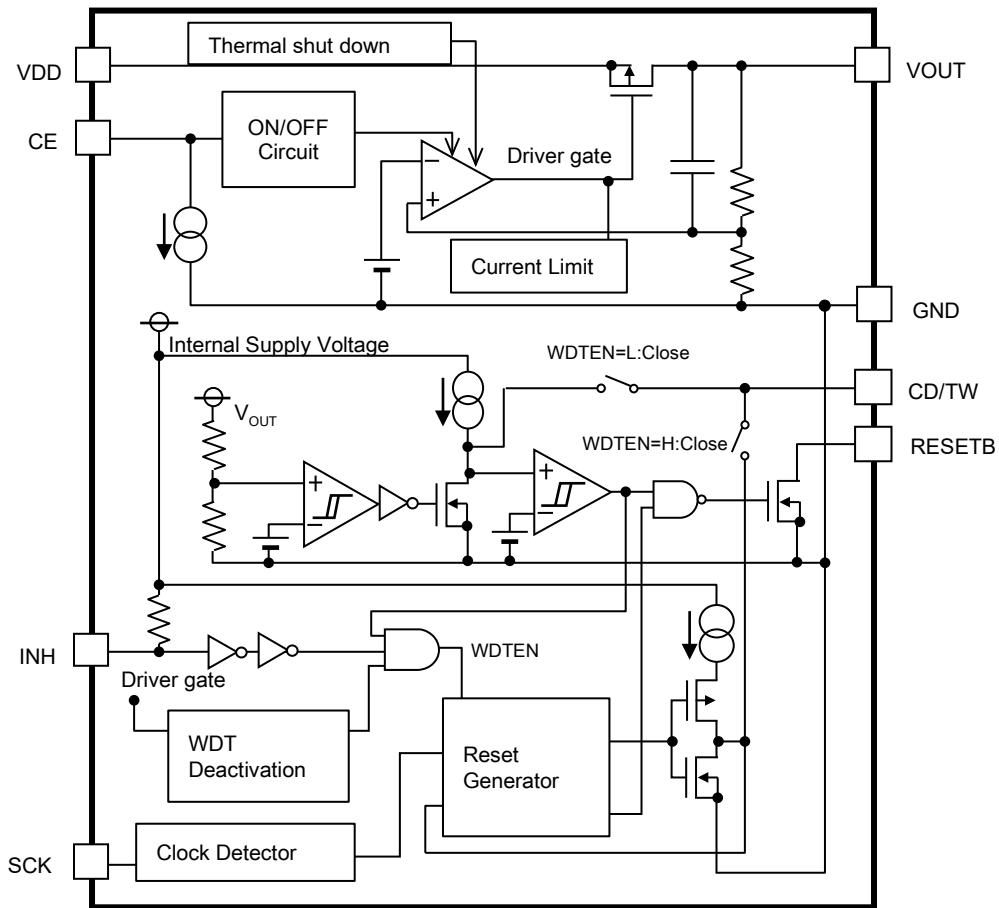 Thermal shut down
VDD
VOUT
CE
ON/OFF
Circuit
−
+
Driver gate
Current Limit
GND
Internal Supply Voltage
WDTEN=L:Close
CD/TW
VOUT
WDTEN=H:Close
RESETB
+
−
+
−
INH
WDTEN
Driver gate
WDT
Deactivation
Reset
Generator
SCK
Clock Detector